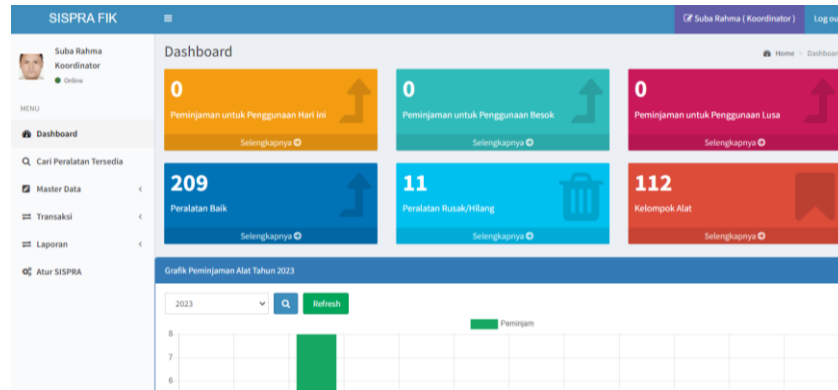 SISPRA FIK
Suba Rahma ( Koordinator )
Log ou
Suba Rahma
Koordinator
Online
MENU
Dashboard
Cari Peralatan Tersedia
Master Data
Transaksi
Laporan
Atur SISPRA
Dashboard
Home > Dashboar
0
Peminjaman untuk Penggunaan Hari ini
Selengkapnya
0
Peminjaman untuk Penggunaan Besok
Selengkapnya
0
Peminjaman untuk Penggunaan Lusa
Selengkapnya
209
Peralatan Baik
Selengkapnya
11
Peralatan Rusak/Hilang
Selengkapnya
112
Kelompok Alat
Selengkapnya
Grafik Peminjaman Alat Tahun 2023
2023
Refresh
Peminjam
8
7
6